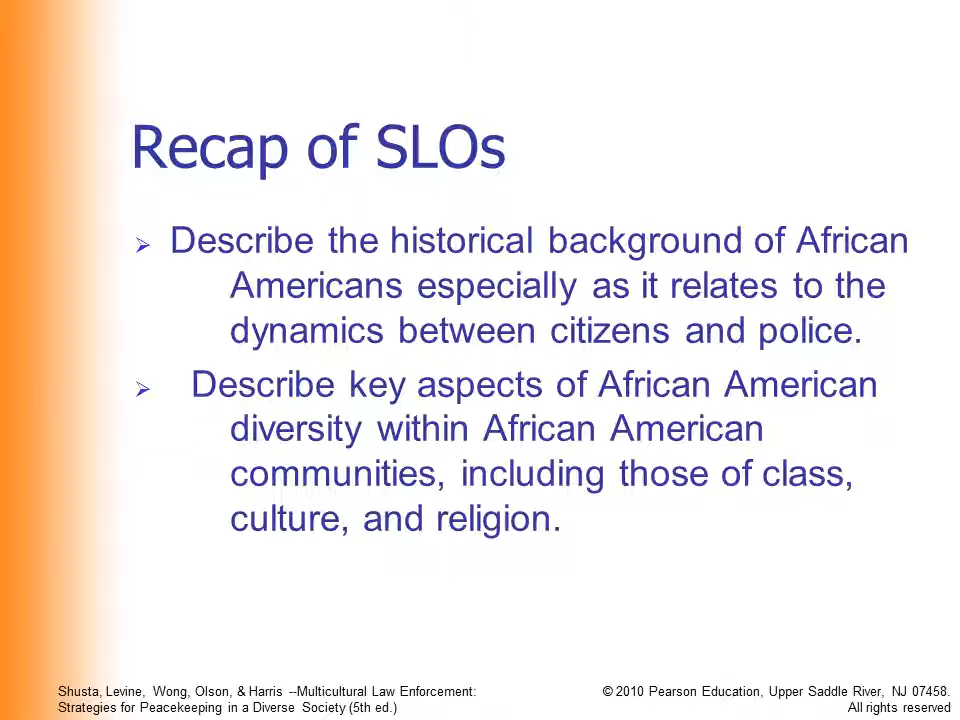 Recap of SLOs
➢ Describe the historical background of African
Americans especially as it relates to the
dynamics between citizens and police.
➢ Describe key aspects of African American
diversity within African American
communities, including those of class,
culture, and religion.
Shusta, Levine, Wong, Olson, & Harris --Multicultural Law Enforcement:
Strategies for Peacekeeping in a Diverse Society (5th ed.)
© 2010 Pearson Education, Upper Saddle River, NJ 07458.
All rights reserved